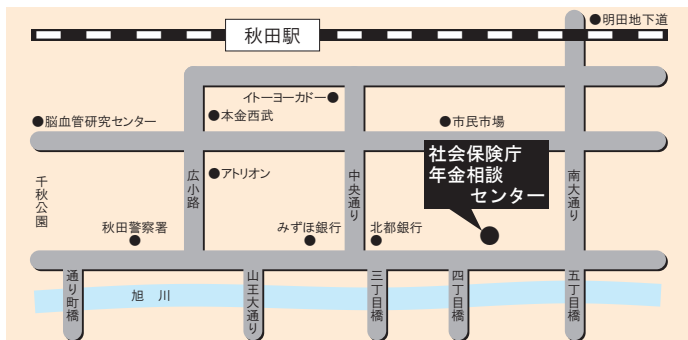 ●明田地下道
秋田駅
イトーヨーカドー●
●本金西武
●脳血管研究センター
●市民市場
社会保険庁
年金相談
センター
千秋公園
広小路
●アトリオン
中央通り
南大通り
秋田警察署
みずほ銀行
北都銀行
通り町橋
旭川
山王大通り
三丁目橋
四丁目橋
五丁目橋